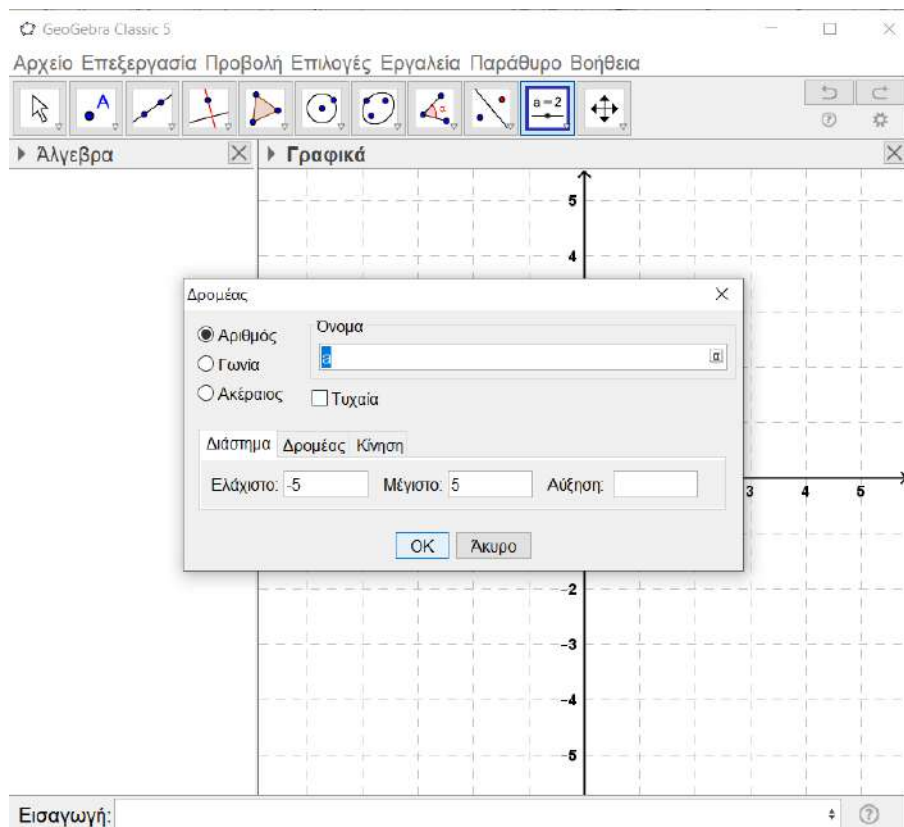 GeoGebra Classic 5
Αρχείο Επεξεργασία Προβολή Επιλογές Εργαλεία Παράθυρο Βοήθεια
A α a=2
Άλγεβρα Γραφικά
5
4
Δρομέας
Αριθμός Όνομα
a α
Γωνία
Ακέραιος Τυχαία
Διάστημα Δρομέας Κίνηση
Ελάχιστο: -5 Μέγιστο: 5 Αύξηση:
3 4 5
OK Άκυρο
-2
-3
-4
-5
Εισαγωγή: